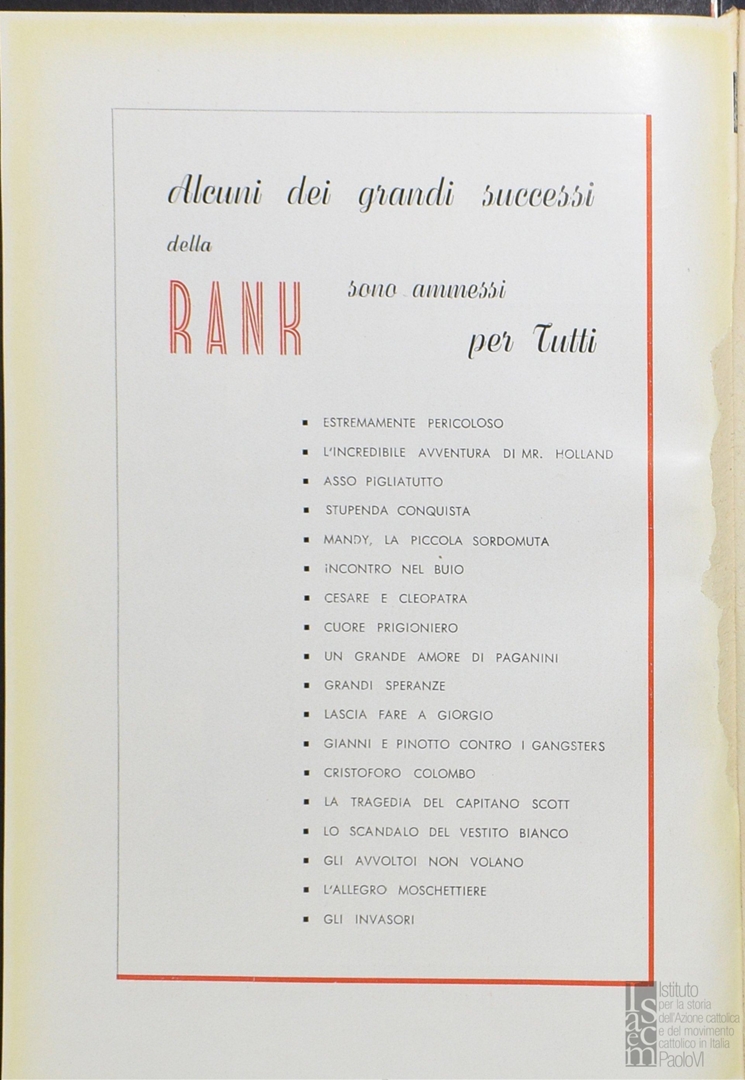 Alcuni dei grandi successi
della
RANK sono ammessi
per Tutti
▪ ESTREMAMENTE PERICOLOSO
▪ L'INCREDIBILE AVVENTURA DI MR. HOLLAND
▪ ASSO PIGLIATUTTO
▪ STUPENDA CONQUISTA
▪ MANDY, LA PICCOLA SORDOMUTA
▪ INCONTRO NEL BUIO
▪ CESARE E CLEOPATRA
▪ CUORE PRIGIONIERO
▪ UN GRANDE AMORE DI PAGANINI
▪ GRANDI SPERANZE
▪ LASCIA FARE A GIORGIO
▪ GIANNI E PINOTTO CONTRO I GANGSTERS
▪ CRISTOFORO COLOMBO
▪ LA TRAGEDIA DEL CAPITANO SCOTT
▪ LO SCANDALO DEL VESTITO BIANCO
▪ GLI AVVOLTOI NON VOLANO
▪ L'ALLEGRO MOSCHETTIERE
▪ GLI INVASORI
Isacem
Istituto
per la storia
dell'Azione cattolica
e del movimento
cattolico in Italia
PaoloVI